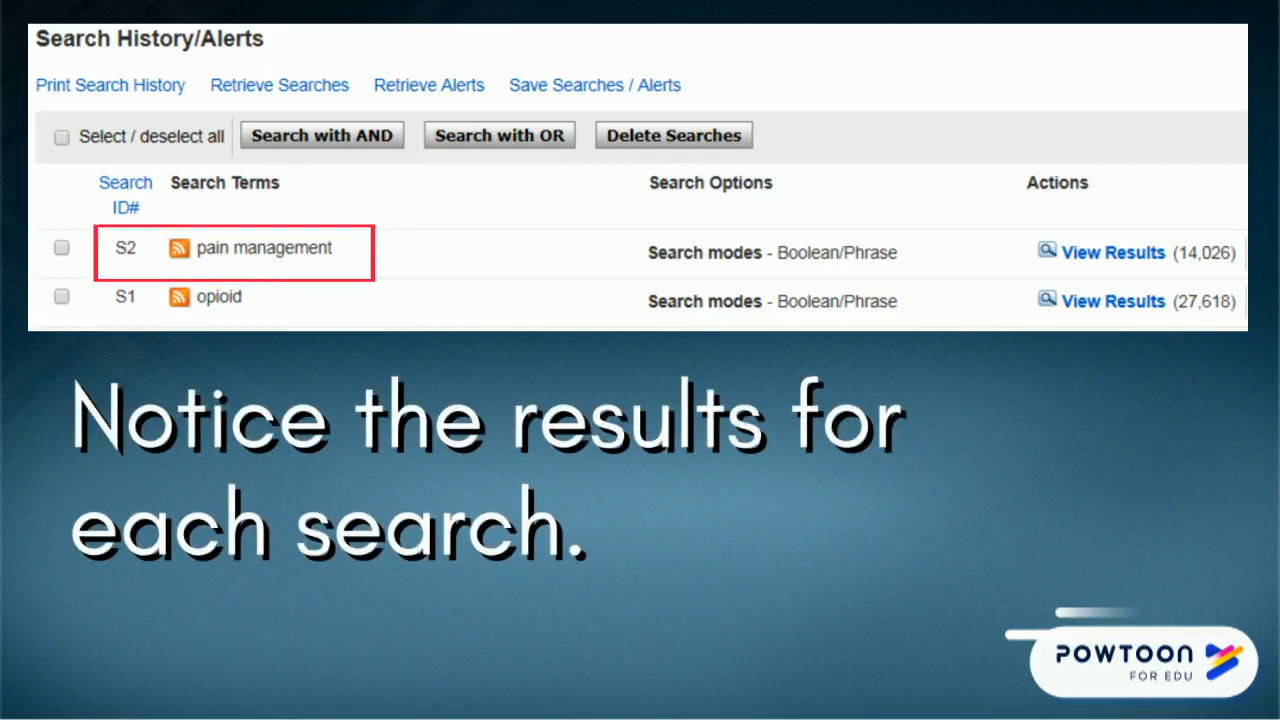 Search History/Alerts
Print Search History Retrieve Searches Retrieve Alerts Save Searches / Alerts
Select / deselect all Search with AND Search with OR Delete Searches
Search ID# Search Terms Search Options Actions
S2 pain management Search modes - Boolean/Phrase View Results (14,026)
S1 opioid Search modes - Boolean/Phrase View Results (27,618)
Notice the results for
each search.
POWTOON
FOR EDU